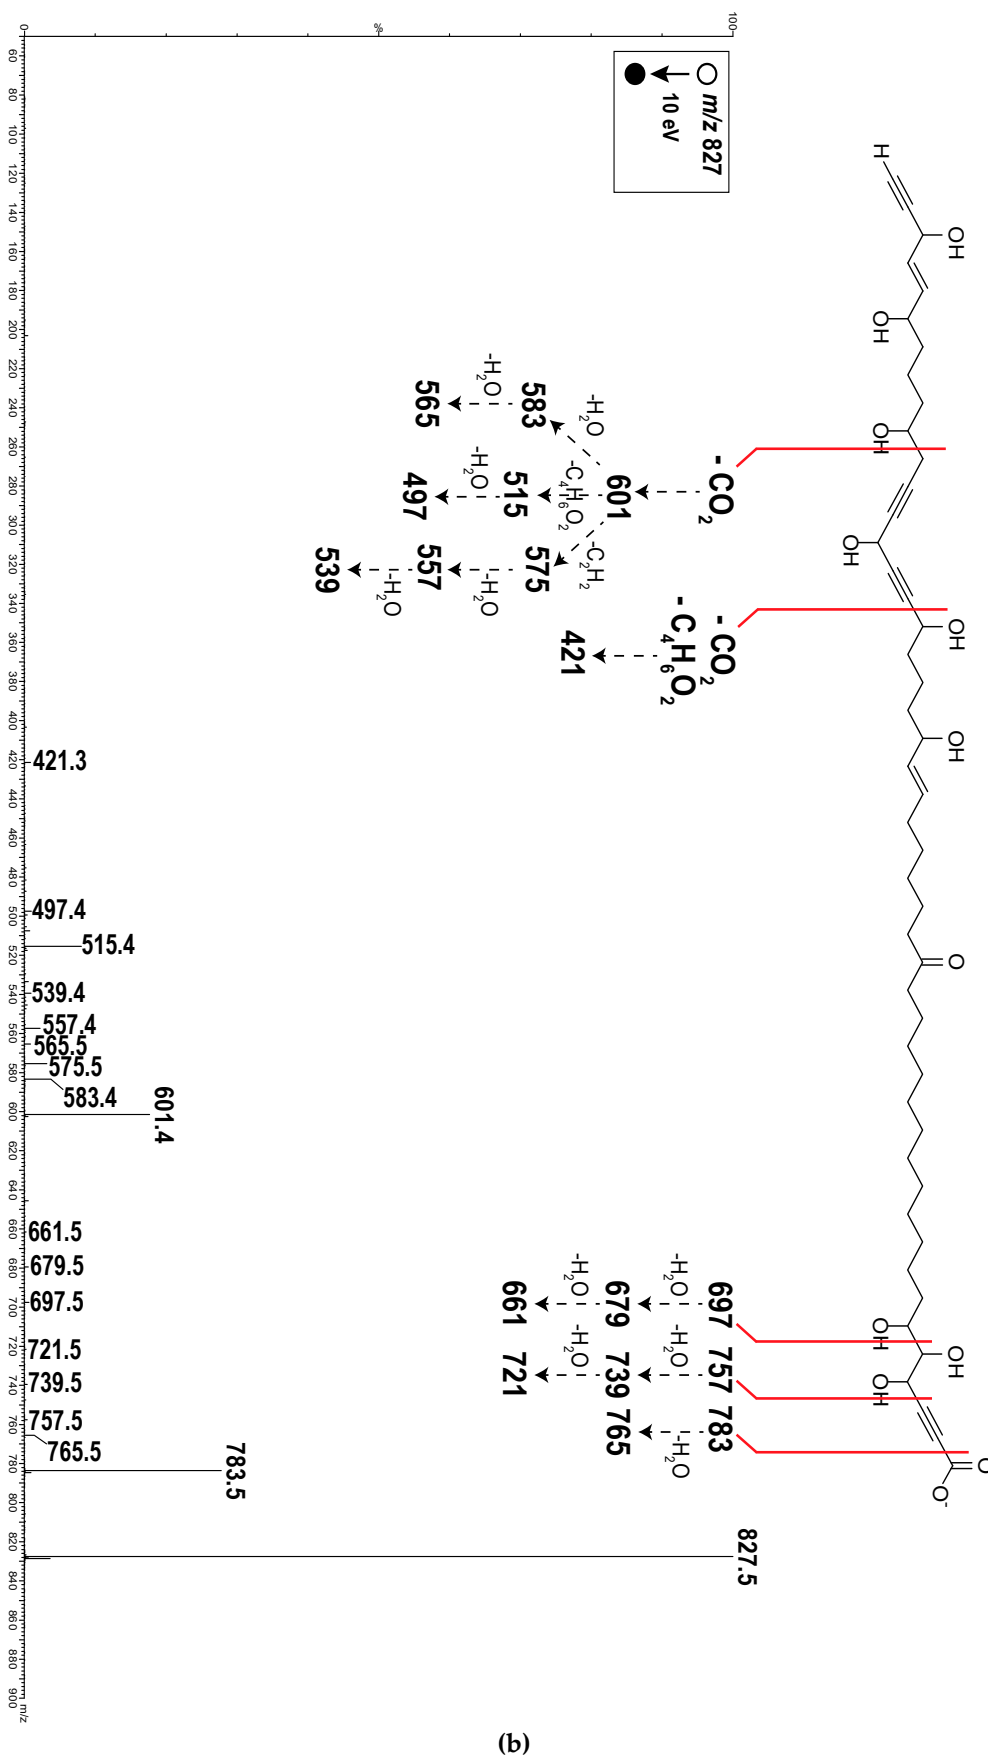 H
OH
OH
OH
OH
OH
OH
O
OH
OH
OH
O
O-
m/z 827
10 eV
- CO2
601
-H2O
583
-H2O
565
-C4H6O2
515
-H2O
497
-C2H2
575
-H2O
557
-H2O
539
- CO2
- C4H6O2
421
697
-H2O
679
-H2O
661
757
-H2O
739
-H2O
721
783
-H2O
765
100
%
0
421.3
497.4
515.4
539.4
557.4
565.5
575.5
583.4
601.4
661.5
679.5
697.5
721.5
739.5
757.5
765.5
783.5
827.5
60 80 100 120 140 160 180 200 220 240 260 280 300 320 340 360 380 400 420 440 460 480 500 520 540 560 580 600 620 640 660 680 700 720 740 760 780 800 820 840 860 880 900 m/z
(b)